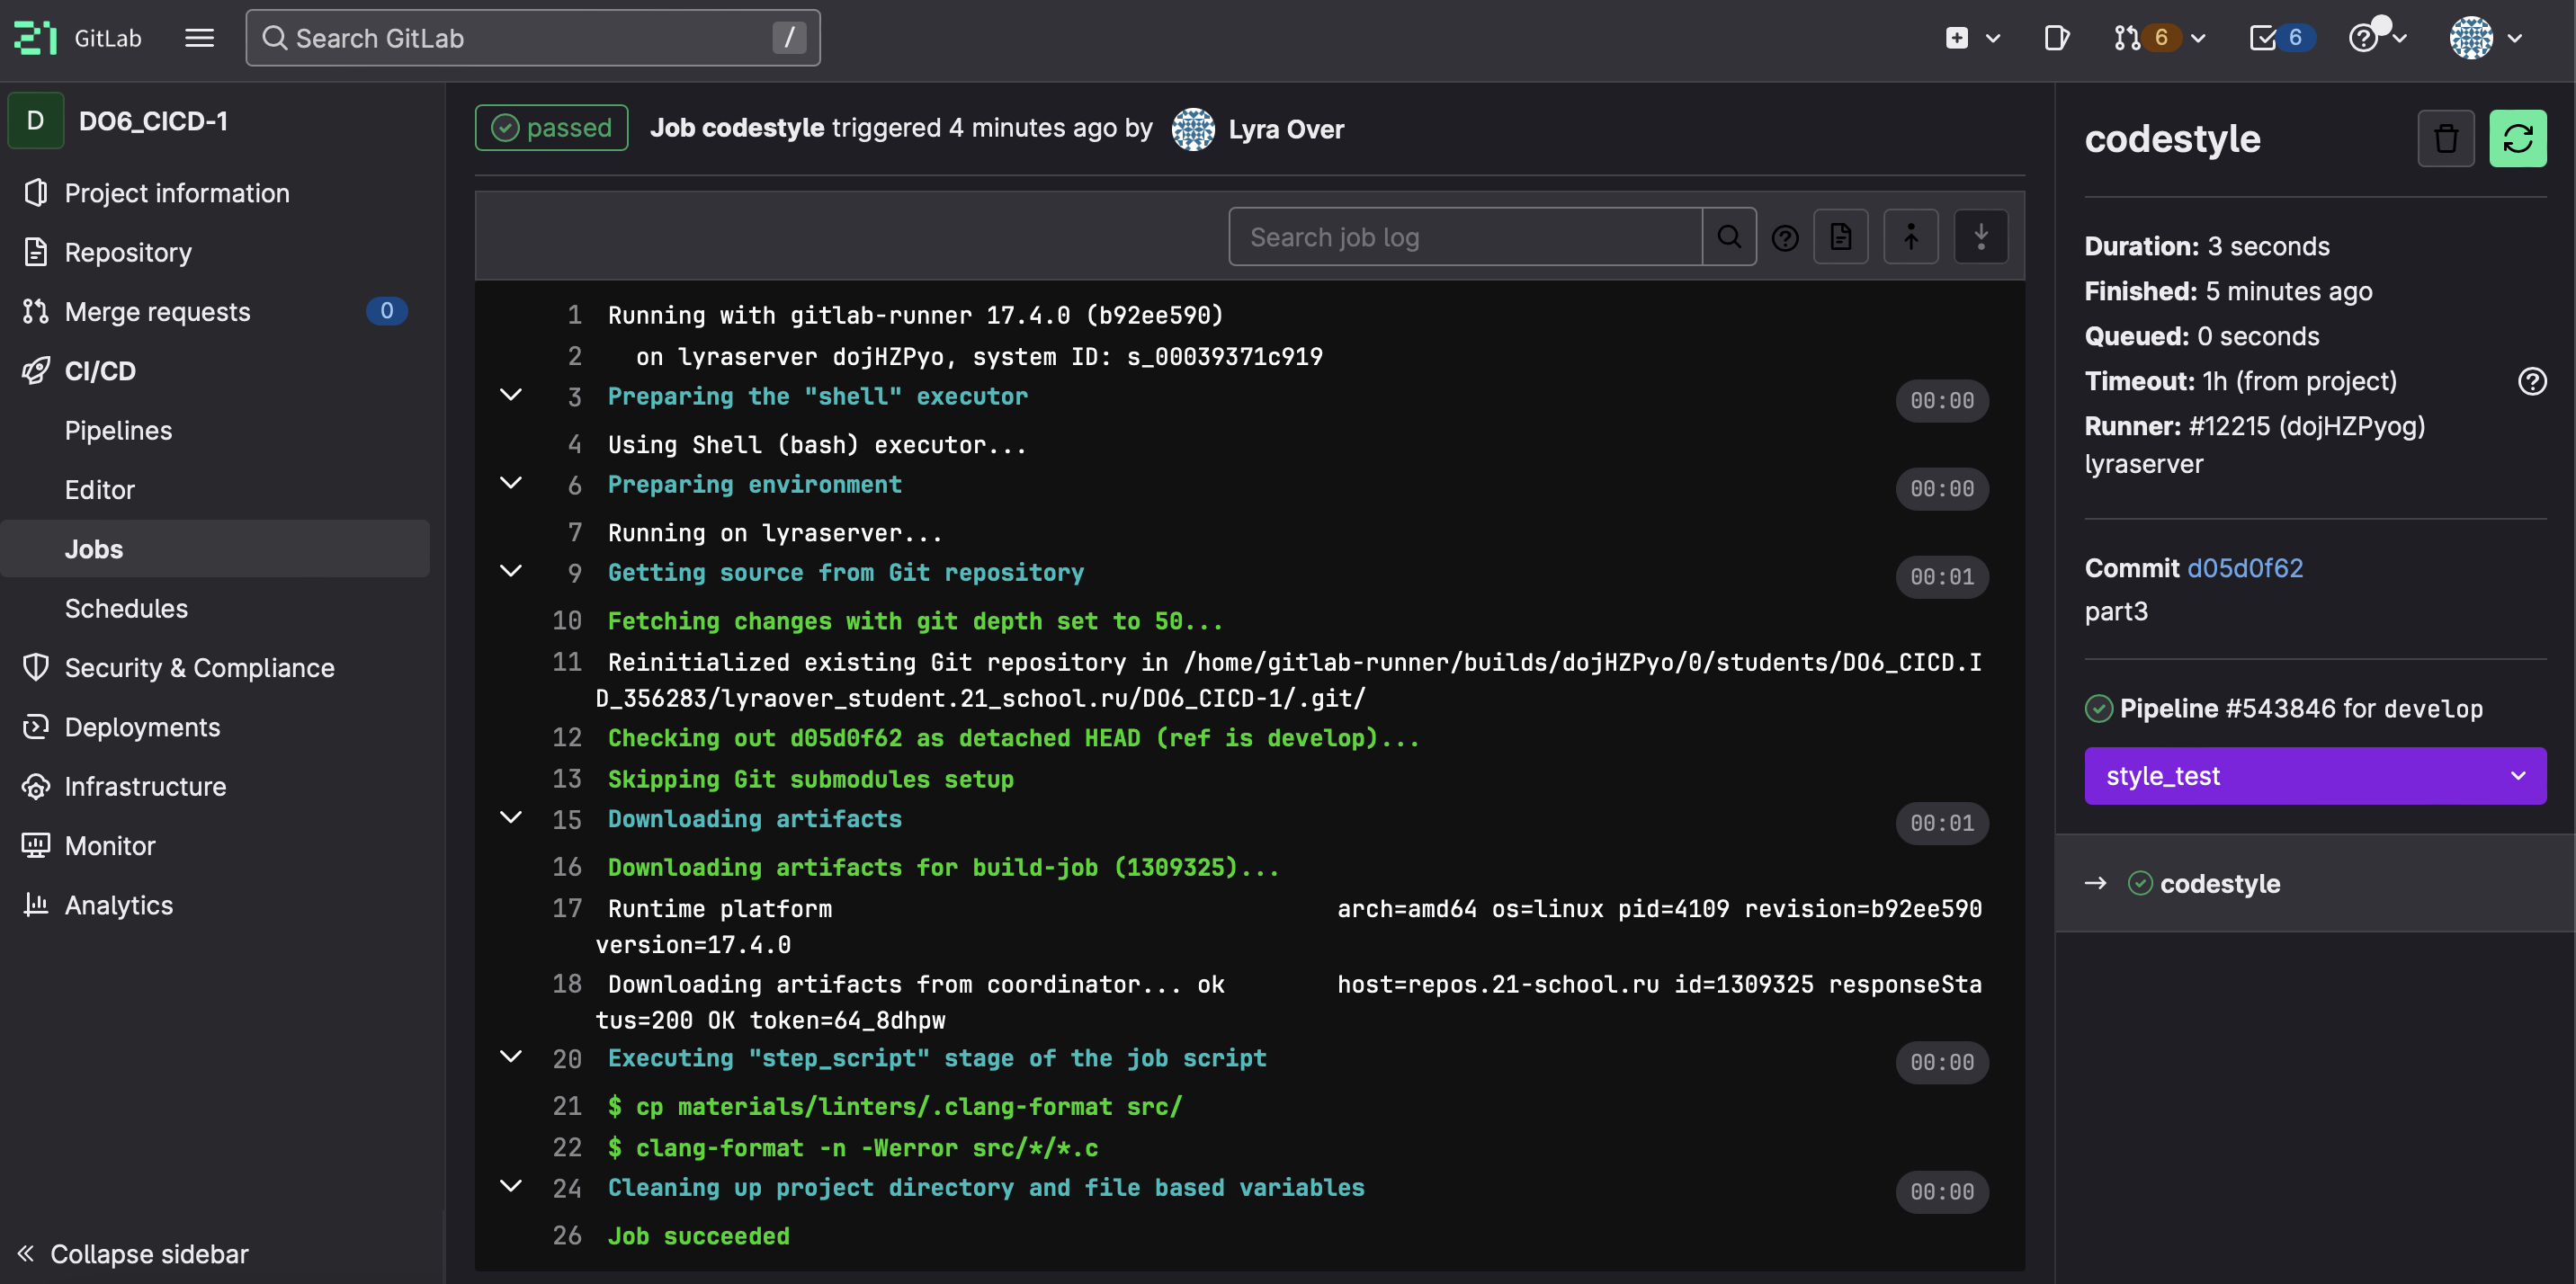 GitLab
Search GitLab
/
6
6
D
DO6_CICD-1
Project information
Repository
Merge requests
0
CI/CD
Pipelines
Editor
Jobs
Schedules
Security & Compliance
Deployments
Infrastructure
Monitor
Analytics
Collapse sidebar
passed
Job codestyle triggered 4 minutes ago by Lyra Over
Search job log
1 Running with gitlab-runner 17.4.0 (b92ee590)
2 on lyraserver dojHZPyo, system ID: s_00039371c919
3 Preparing the "shell" executor 00:00
4 Using Shell (bash) executor...
6 Preparing environment 00:00
7 Running on lyraserver...
9 Getting source from Git repository 00:01
10 Fetching changes with git depth set to 50...
11 Reinitialized existing Git repository in /home/gitlab-runner/builds/dojHZPyo/0/students/DO6_CICD.I
D_356283/lyraover_student.21_school.ru/DO6_CICD-1/.git/
12 Checking out d05d0f62 as detached HEAD (ref is develop)...
13 Skipping Git submodules setup
15 Downloading artifacts 00:01
16 Downloading artifacts for build-job (1309325)...
17 Runtime platform arch=amd64 os=linux pid=4109 revision=b92ee590
version=17.4.0
18 Downloading artifacts from coordinator... ok host=repos.21-school.ru id=1309325 responseSta
tus=200 OK token=64_8dhpw
20 Executing "step_script" stage of the job script 00:00
21 $ cp materials/linters/.clang-format src/
22 $ clang-format -n -Werror src/*/*.c
24 Cleaning up project directory and file based variables 00:00
26 Job succeeded
codestyle
Duration: 3 seconds
Finished: 5 minutes ago
Queued: 0 seconds
Timeout: 1h (from project)
Runner: #12215 (dojHZPyog)
lyraserver
Commit d05d0f62
part3
Pipeline #543846 for develop
style_test
codestyle